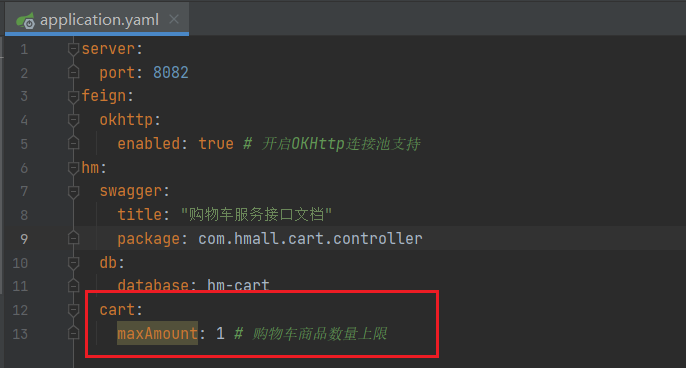 application.yaml
1 server:
2 port: 8082
3 feign:
4 okhttp:
5 enabled: true # 开启OKHttp连接池支持
6 hm:
7 swagger:
8 title: "购物车服务接口文档"
9 package: com.hmall.cart.controller
10 db:
11 database: hm-cart
12 cart:
13 maxAmount: 1 # 购物车商品数量上限